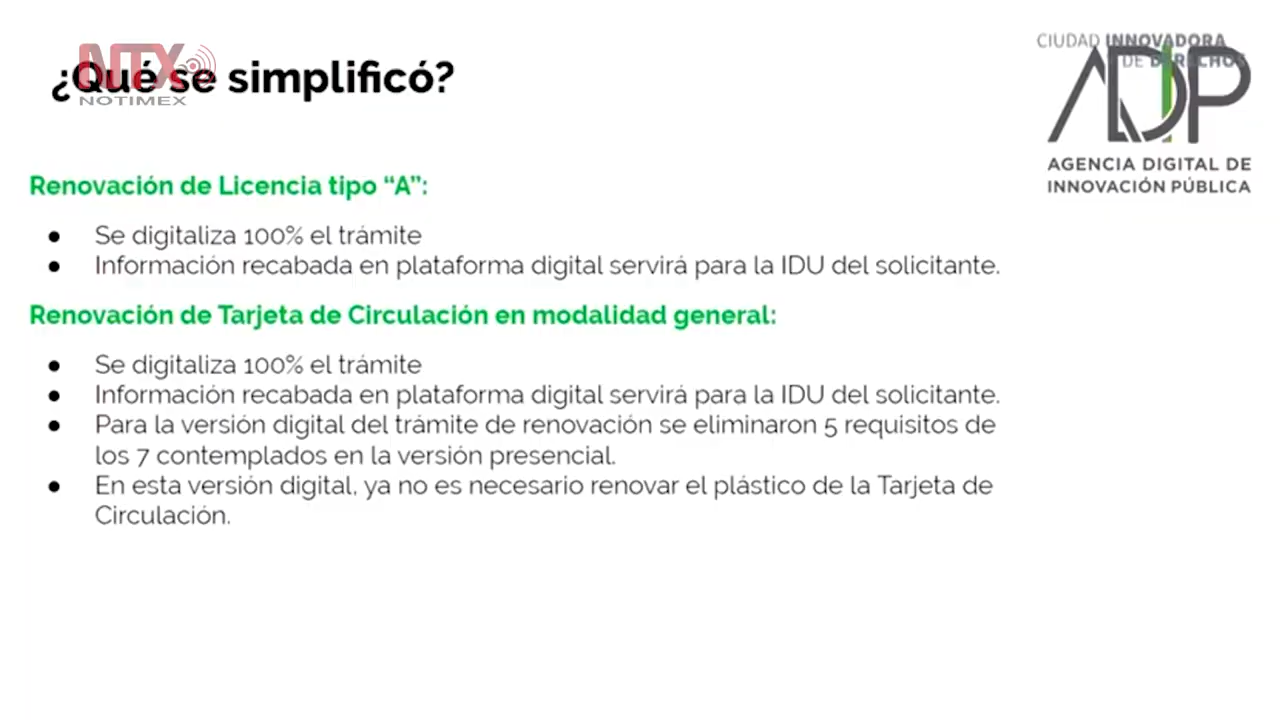 NTX
NOTIMEX
¿Qué se simplificó?
CIUDAD INNOVADORA
DE DERECHOS
ADIP
AGENCIA DIGITAL DE
INNOVACIÓN PÚBLICA
Renovación de Licencia tipo “A”:
● Se digitaliza 100% el trámite
● Información recabada en plataforma digital servirá para la IDU del solicitante.
Renovación de Tarjeta de Circulación en modalidad general:
● Se digitaliza 100% el trámite
● Información recabada en plataforma digital servirá para la IDU del solicitante.
● Para la versión digital del trámite de renovación se eliminaron 5 requisitos de
los 7 contemplados en la versión presencial.
● En esta versión digital, ya no es necesario renovar el plástico de la Tarjeta de
Circulación.